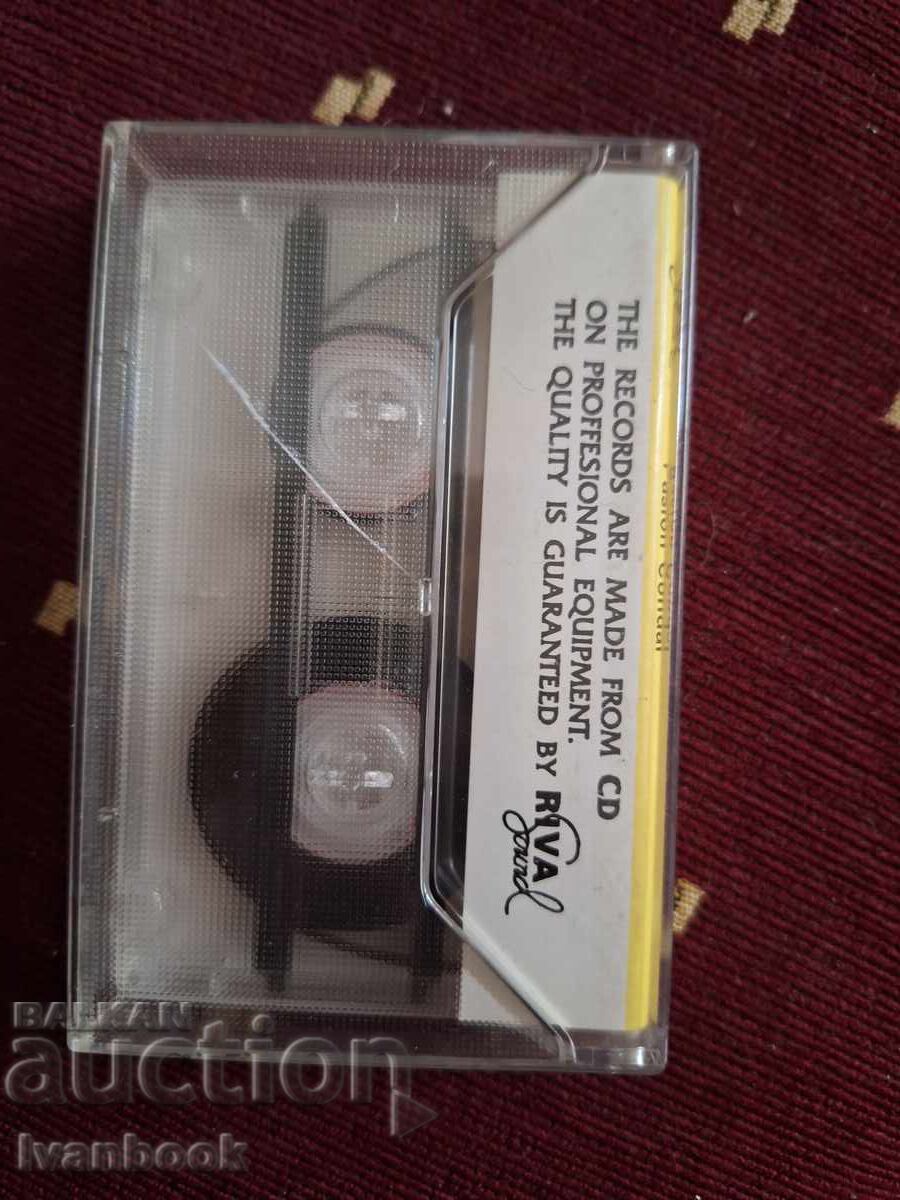 THE RECORDS ARE MADE FROM CD
ON PROFFESIONAL EQUIPMENT.
THE QUALITY IS GUARANTEED BY RIVA
Sound
BALKAN
auction
Ivanbook